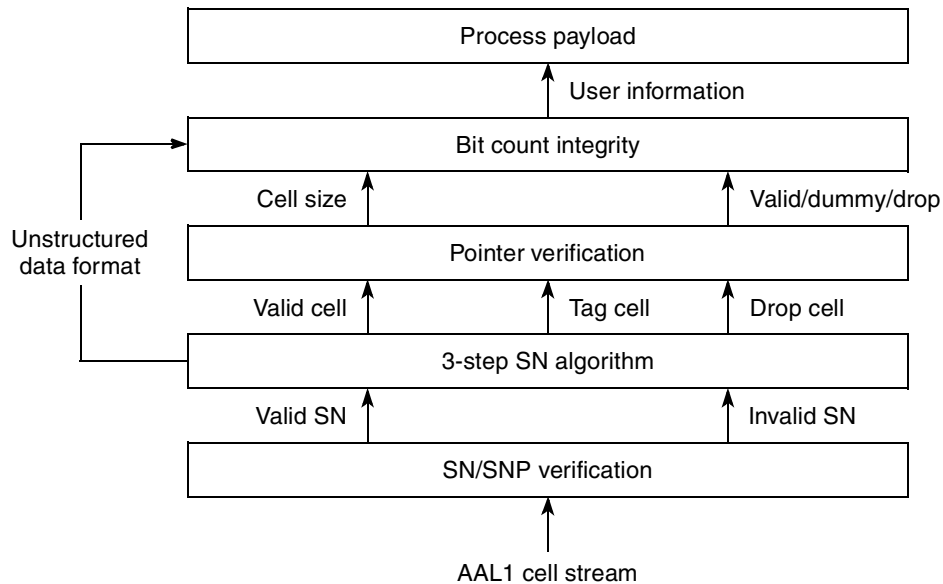 Process payload
User information
Bit count integrity
Cell size
Valid/dummy/drop
Unstructured
data format
Pointer verification
Valid cell
Tag cell
Drop cell
3-step SN algorithm
Valid SN
Invalid SN
SN/SNP verification
AAL1 cell stream